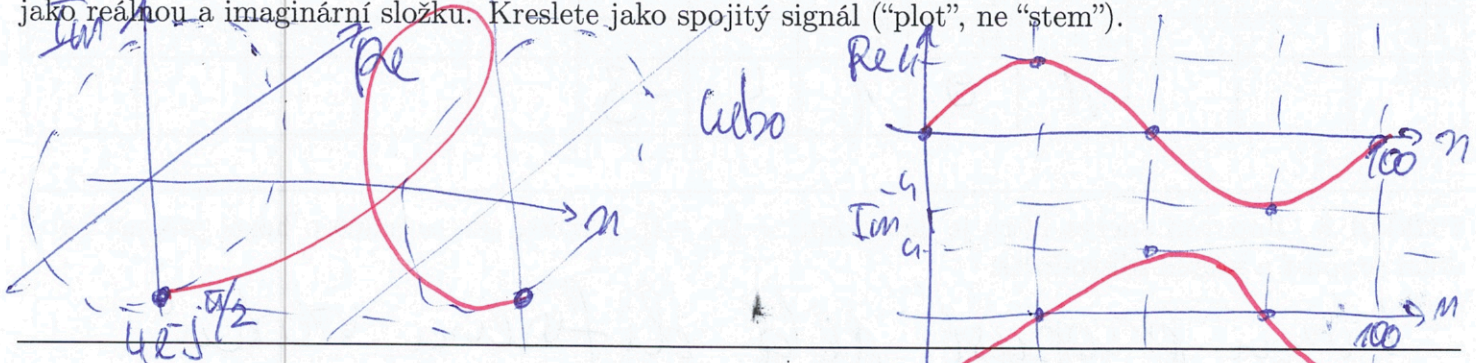 jako reálnou a imaginární složku. Kreslete jako spojitý signál (“plot”, ne “stem”).
Im
Re
n
4e^-jπ/2
nebo
Re 4
-4
100 n
Im
4
100 n